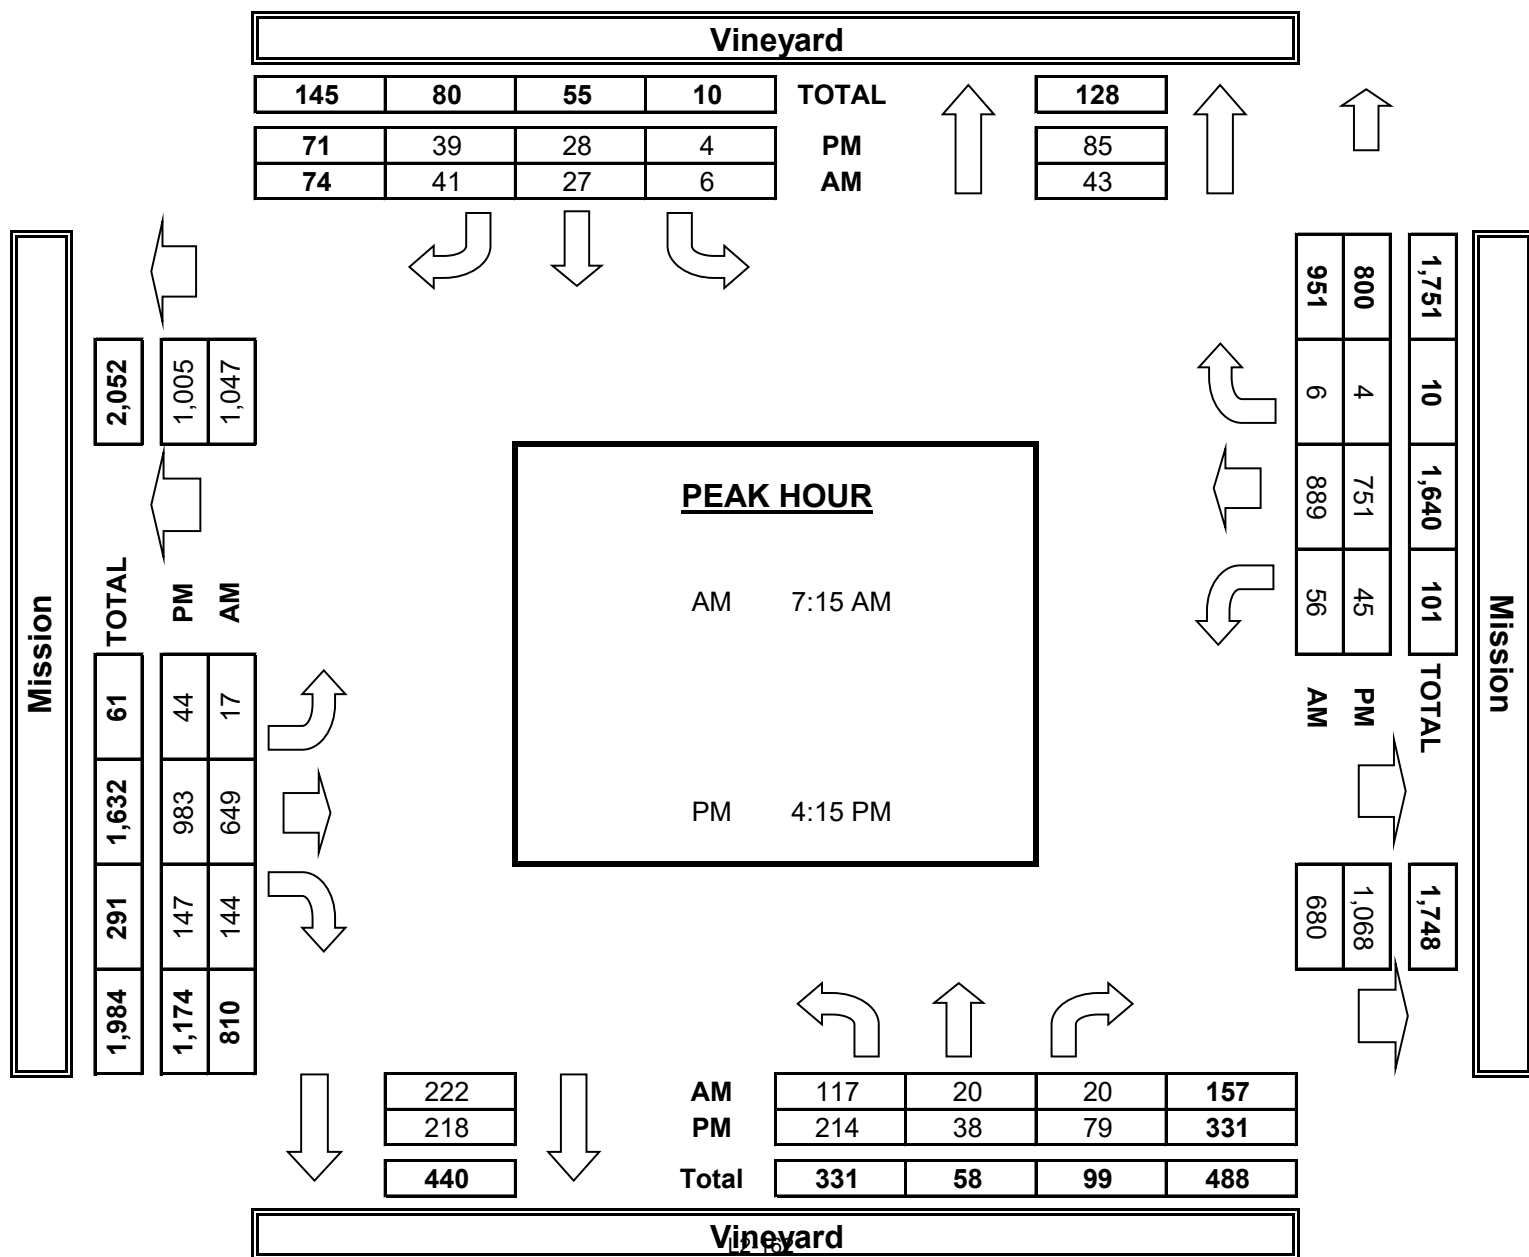 Vineyard
145 80 55 10 TOTAL 128
71 39 28 4 PM 85
74 41 27 6 AM 43
Mission
2,052 1,005 1,047
TOTAL PM AM
61 44 17
1,632 983 649
291 147 144
1,984 1,174 810
PEAK HOUR
AM 7:15 AM
PM 4:15 PM
951 800 1,751
6 4 10
889 751 1,640
56 45 101
AM PM TOTAL
680 1,068 1,748
Mission
222 AM 117 20 20 157
218 PM 214 38 79 331
440 Total 331 58 99 488
Vineyard
L2-162